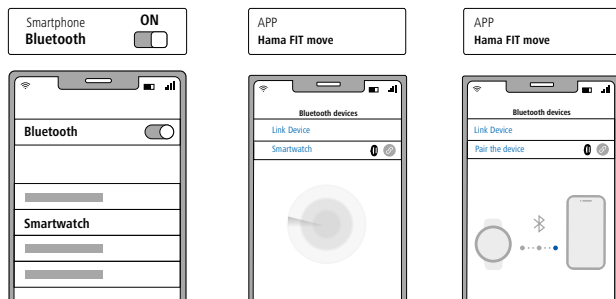 Smartphone
Bluetooth
ON
Bluetooth
Smartwatch
APP
Hama FIT move
Bluetooth devices
Link Device
Smartwatch
APP
Hama FIT move
Bluetooth devices
Link Device
Pair the device